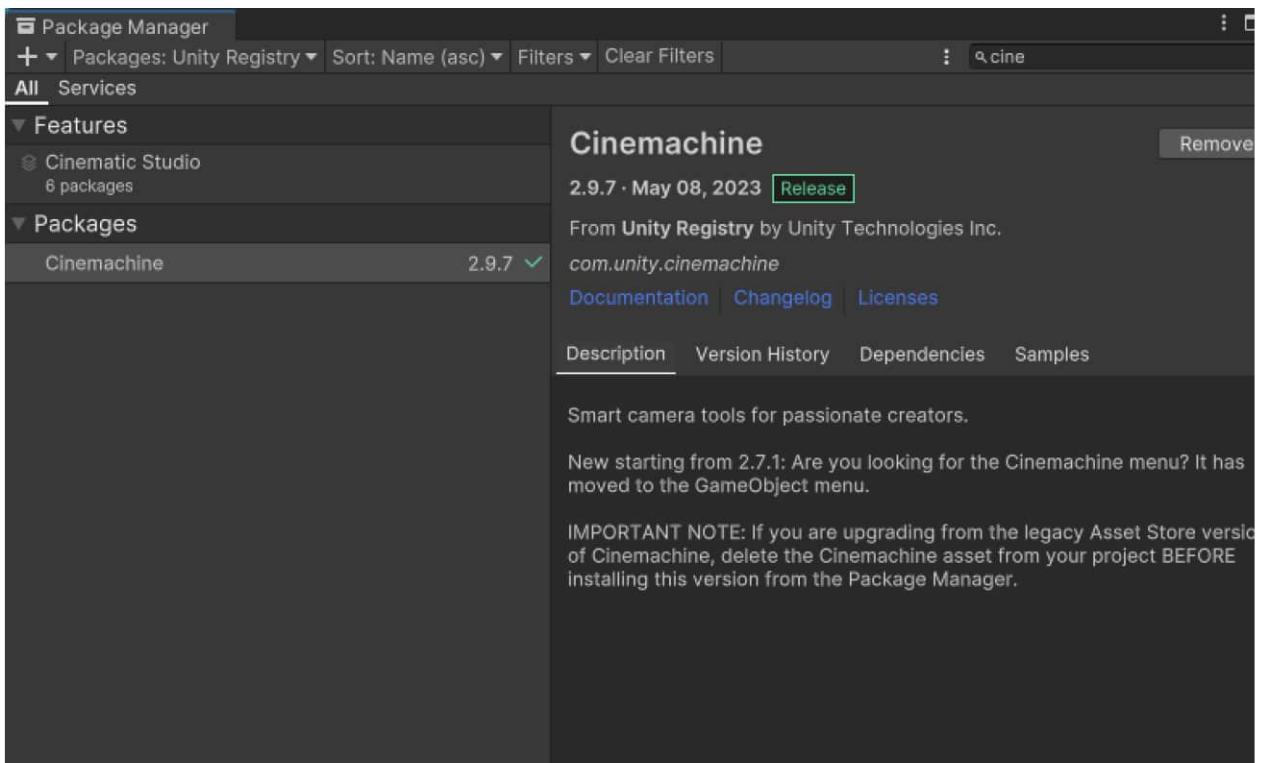 Package Manager
Packages: Unity Registry Sort: Name (asc) Filters Clear Filters cine
All Services
Features
Cinematic Studio
6 packages
Packages
Cinemachine 2.9.7
Cinemachine
Remove
2.9.7 · May 08, 2023 Release
From Unity Registry by Unity Technologies Inc.
com.unity.cinemachine
Documentation Changelog Licenses
Description Version History Dependencies Samples
Smart camera tools for passionate creators.
New starting from 2.7.1: Are you looking for the Cinemachine menu? It has
moved to the GameObject menu.
IMPORTANT NOTE: If you are upgrading from the legacy Asset Store versio
of Cinemachine, delete the Cinemachine asset from your project BEFORE
installing this version from the Package Manager.